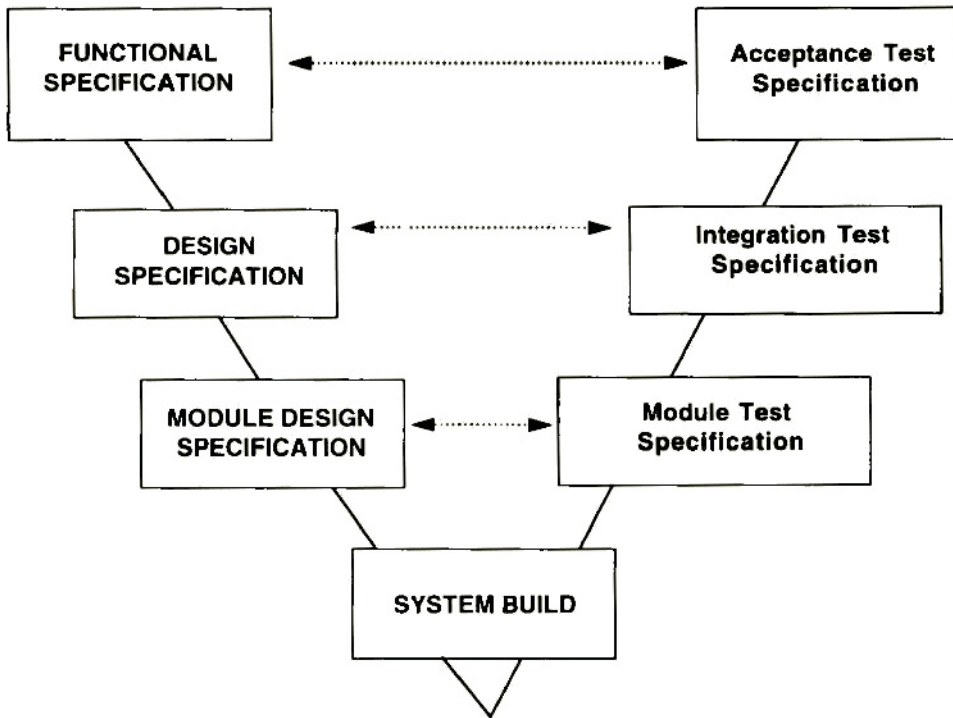 FUNCTIONAL
SPECIFICATION
Acceptance Test
Specification
DESIGN
SPECIFICATION
Integration Test
Specification
MODULE DESIGN
SPECIFICATION
Module Test
Specification
SYSTEM BUILD